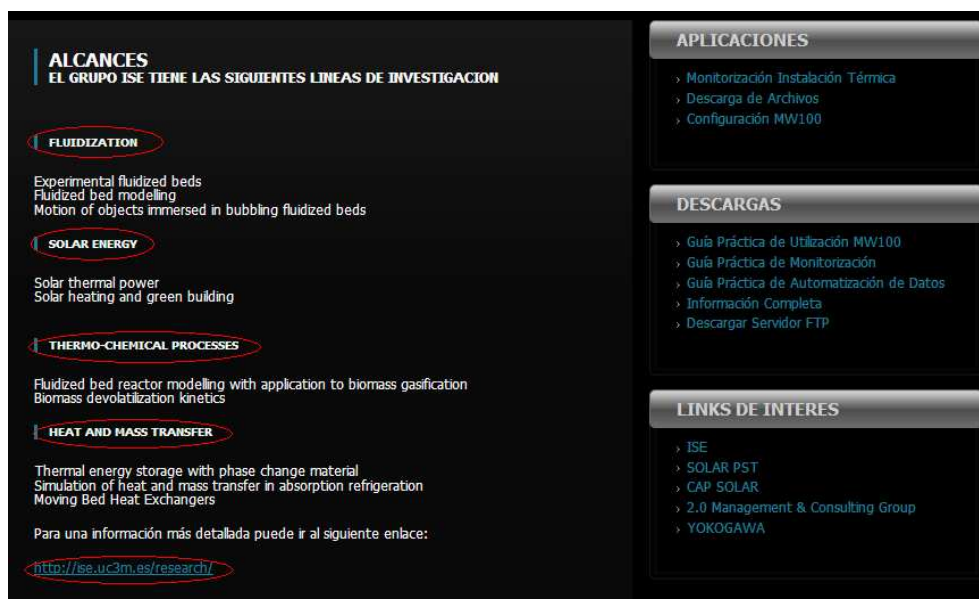 ALCANCES
EL GRUPO ISE TIENE LAS SIGUIENTES LINEAS DE INVESTIGACION
FLUIDIZATION
Experimental fluidized beds
Fluidized bed modelling
Motion of objects immersed in bubbling fluidized beds
SOLAR ENERGY
Solar thermal power
Solar heating and green building
THERMO-CHEMICAL PROCESSES
Fluidized bed reactor modelling with application to biomass gasification
Biomass devolatilization kinetics
HEAT AND MASS TRANSFER
Thermal energy storage with phase change material
Simulation of heat and mass transfer in absorption refrigeration
Moving Bed Heat Exchangers
Para una información más detallada puede ir al siguiente enlace:
http://ise.uc3m.es/research/
APLICACIONES
› Monitorización Instalación Térmica
› Descarga de Archivos
› Configuración MW100
DESCARGAS
› Guía Práctica de Utilización MW100
› Guía Práctica de Monitorización
› Guía Práctica de Automatización de Datos
› Información Completa
› Descargar Servidor FTP
LINKS DE INTERES
› ISE
› SOLAR PST
› CAP SOLAR
› 2.0 Management & Consulting Group
› YOKOGAWA